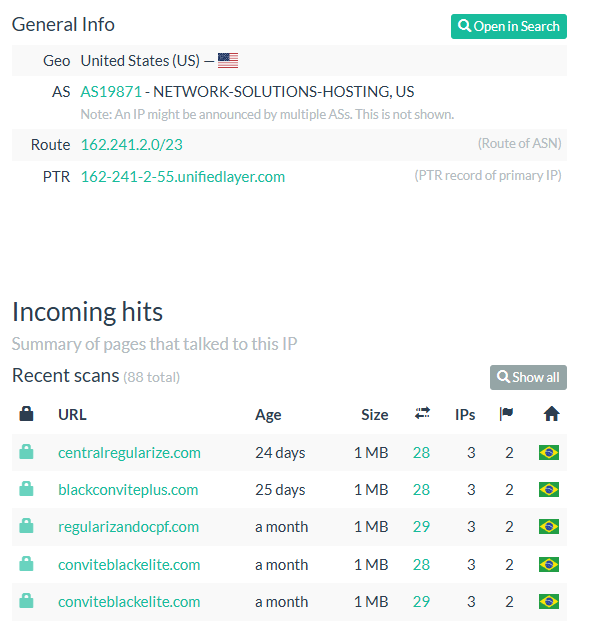 General Info Open in Search
Geo United States (US) —
AS AS19871 - NETWORK-SOLUTIONS-HOSTING, US
Note: An IP might be announced by multiple ASs. This is not shown.
Route 162.241.2.0/23 (Route of ASN)
PTR 162-241-2-55.unifiedlayer.com (PTR record of primary IP)
Incoming hits
Summary of pages that talked to this IP
Recent scans (88 total) Show all
URL Age Size IPs
centralregularize.com 24 days 1 MB 28 3 2
blackconviteplus.com 25 days 1 MB 28 3 2
regularizandocpf.com a month 1 MB 29 3 2
conviteblackelite.com a month 1 MB 28 3 2
conviteblackelite.com a month 1 MB 29 3 2